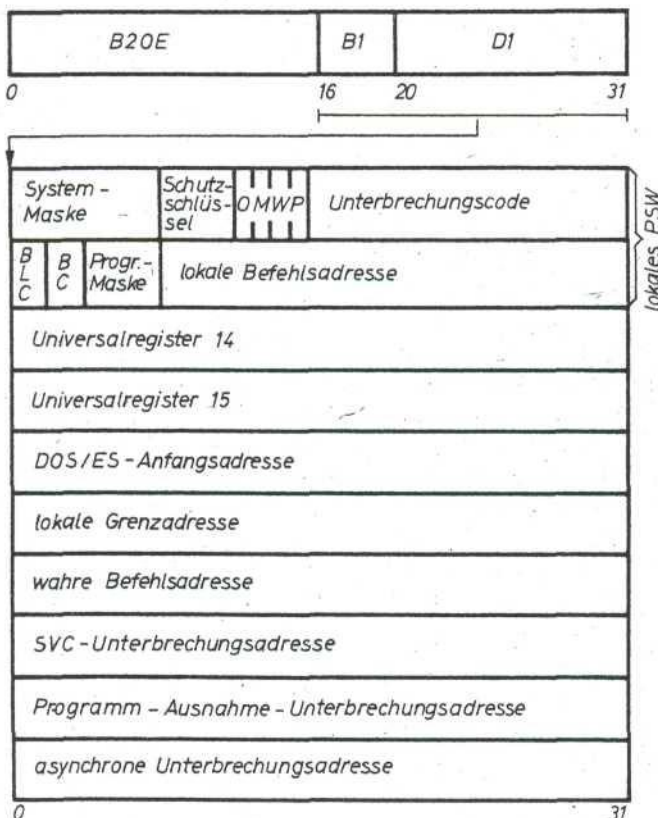 B20E B1 D1
0 16 20 31
System-
Maske
Schutz-
schlüs-
sel
OMWP
Unterbrechungscode
B
L
C
B
C
Progr.-
Maske
lokale Befehlsadresse
lokales PSW
Universalregister 14
Universalregister 15
DOS/ES-Anfangsadresse
lokale Grenzadresse
wahre Befehlsadresse
SVC-Unterbrechungsadresse
Programm-Ausnahme-Unterbrechungsadresse
asynchrone Unterbrechungsadresse
0 31